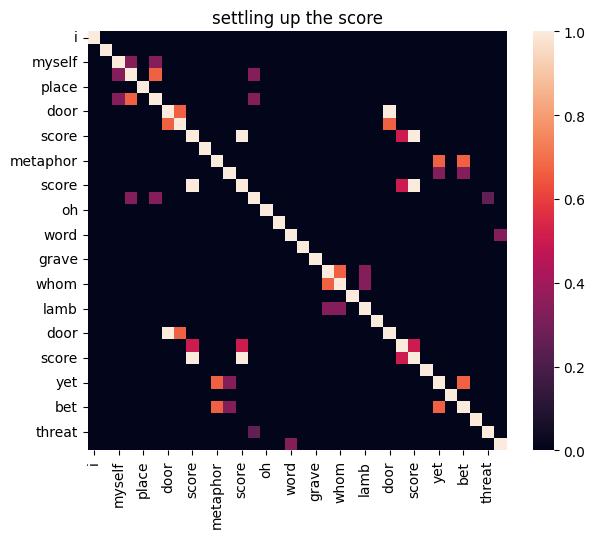 settling up the score
i
myself
place
door
score
metaphor
score
oh
word
grave
whom
lamb
door
score
yet
bet
threat
1.0
0.8
0.6
0.4
0.2
0.0
i
myself
place
door
score
metaphor
score
oh
word
grave
whom
lamb
door
score
yet
bet
threat